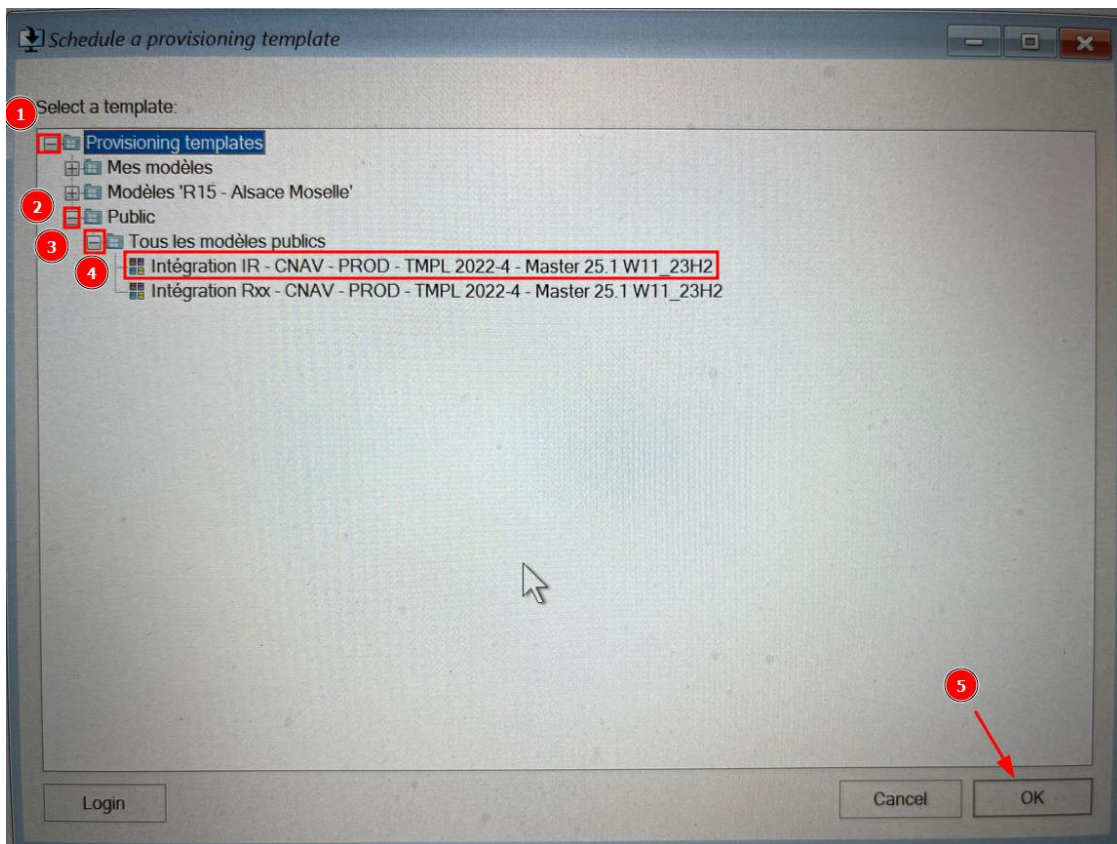 Schedule a provisioning template
1
Select a template:
Provisioning templates
Mes modèles
Modèles 'R15 - Alsace Moselle'
2
Public
3
Tous les modèles publics
4
Intégration IR - CNAV - PROD - TMPL 2022-4 - Master 25.1 W11_23H2
Intégration Rxx - CNAV - PROD - TMPL 2022-4 - Master 25.1 W11_23H2
5
Login
Cancel
OK